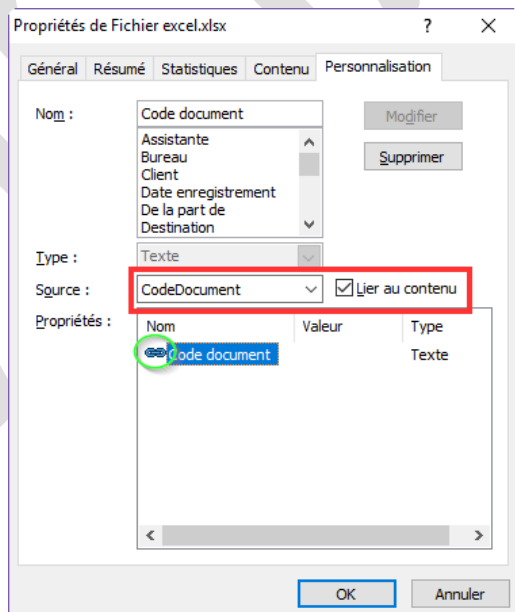 Propriétés de Fichier excel.xlsx ? ×
Général Résumé Statistiques Contenu Personnalisation
Nom : Code document Modifier
Assistante
Bureau Supprimer
Client
Date enregistrement
De la part de
Destination
Type : Texte
Source : CodeDocument Lier au contenu
Propriétés : Nom Valeur Type
Code document Texte
OK Annuler